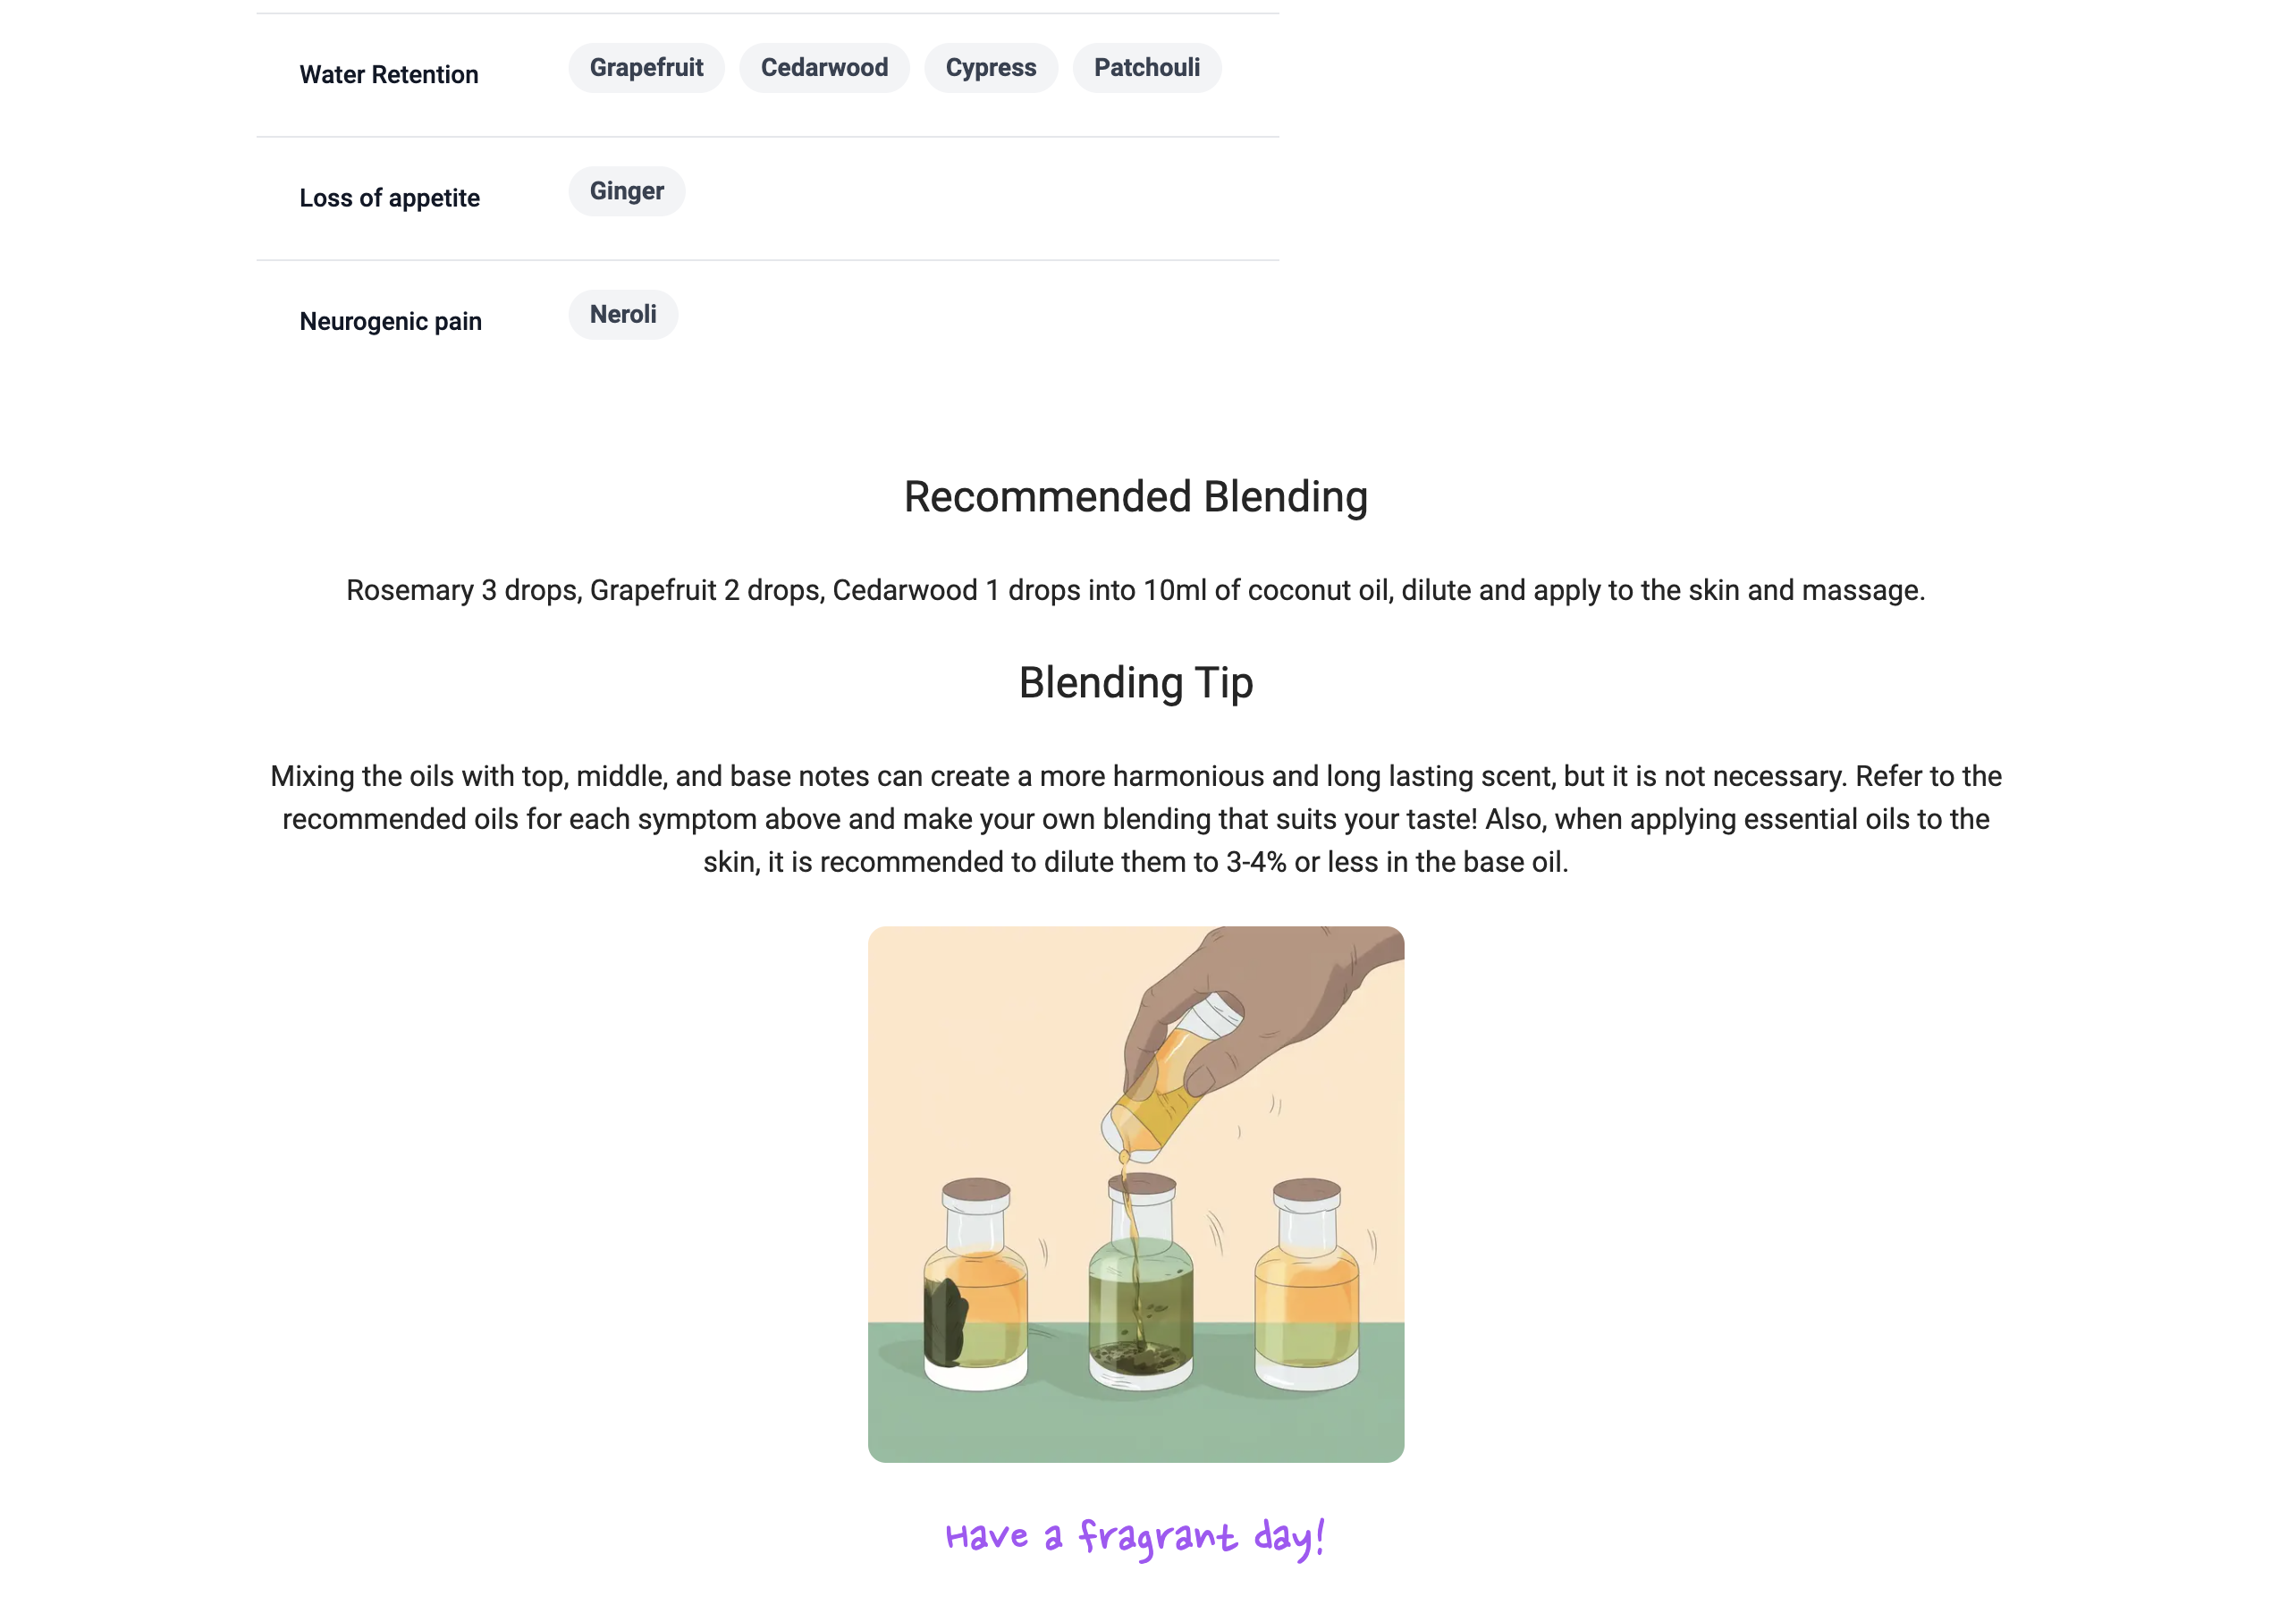 Water Retention Grapefruit Cedarwood Cypress Patchouli
Loss of appetite Ginger
Neurogenic pain Neroli
Recommended Blending
Rosemary 3 drops, Grapefruit 2 drops, Cedarwood 1 drops into 10ml of coconut oil, dilute and apply to the skin and massage.
Blending Tip
Mixing the oils with top, middle, and base notes can create a more harmonious and long lasting scent, but it is not necessary. Refer to the
recommended oils for each symptom above and make your own blending that suits your taste! Also, when applying essential oils to the
skin, it is recommended to dilute them to 3-4% or less in the base oil.
Have a fragrant day!